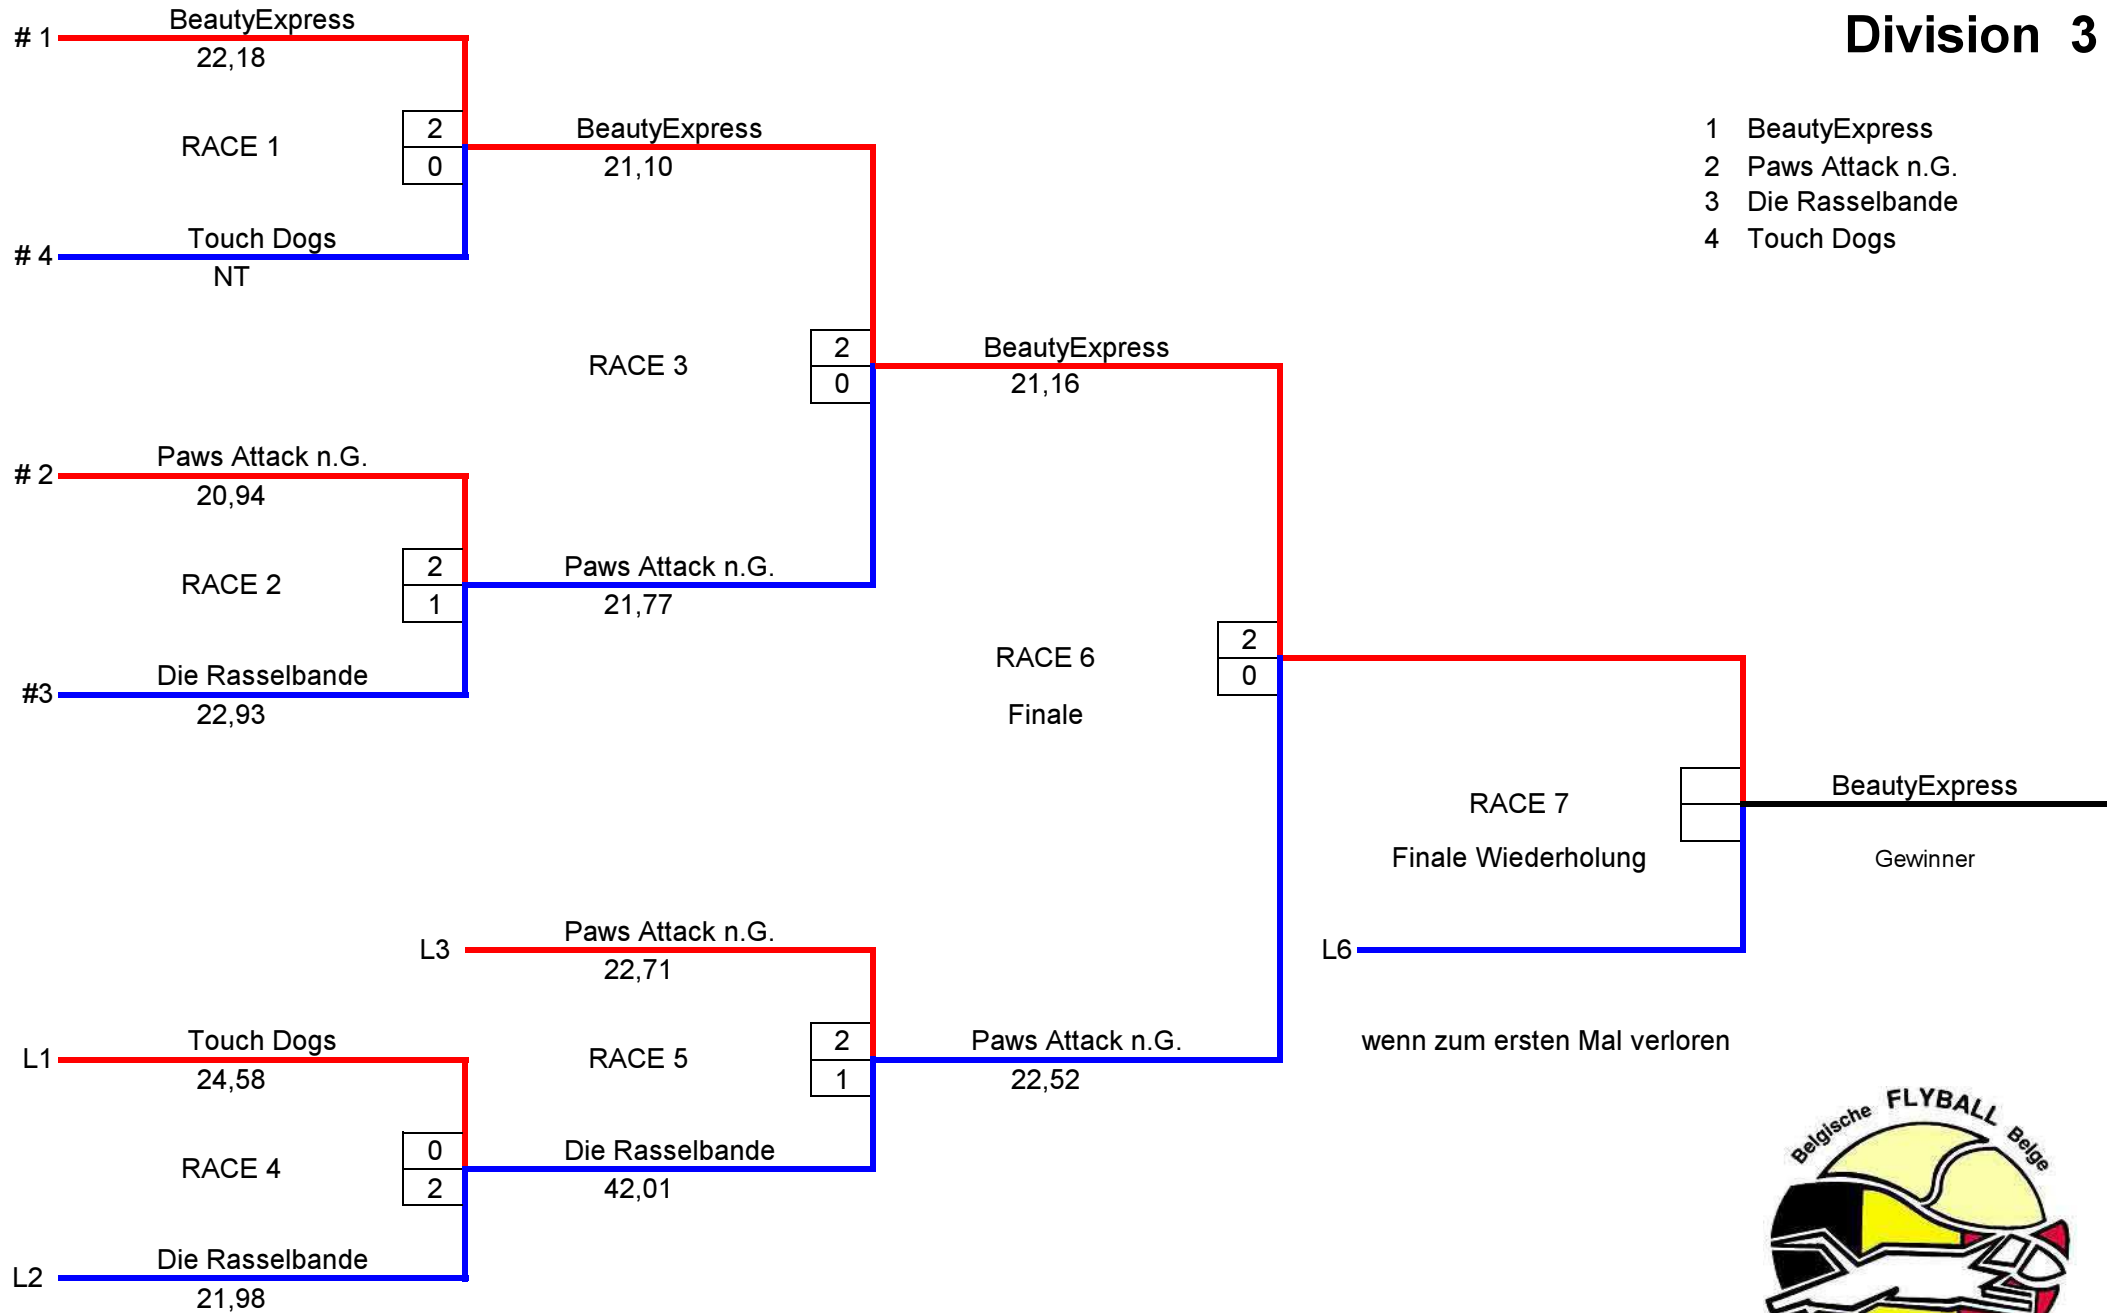 Division 3
1 BeautyExpress
2 Paws Attack n.G.
3 Die Rasselbande
4 Touch Dogs
# 1
BeautyExpress
22,18
RACE 1
2
0
# 4
Touch Dogs
NT
BeautyExpress
21,10
RACE 3
2
0
# 2
Paws Attack n.G.
20,94
RACE 2
2
1
#3
Die Rasselbande
22,93
Paws Attack n.G.
21,77
BeautyExpress
21,16
RACE 6
2
0
Finale
RACE 7
Finale Wiederholung
BeautyExpress
Gewinner
L6
wenn zum ersten Mal verloren
L3
Paws Attack n.G.
22,71
RACE 5
2
1
Paws Attack n.G.
22,52
L1
Touch Dogs
24,58
RACE 4
0
2
Die Rasselbande
42,01
L2
Die Rasselbande
21,98
Belgische FLYBALL Belge